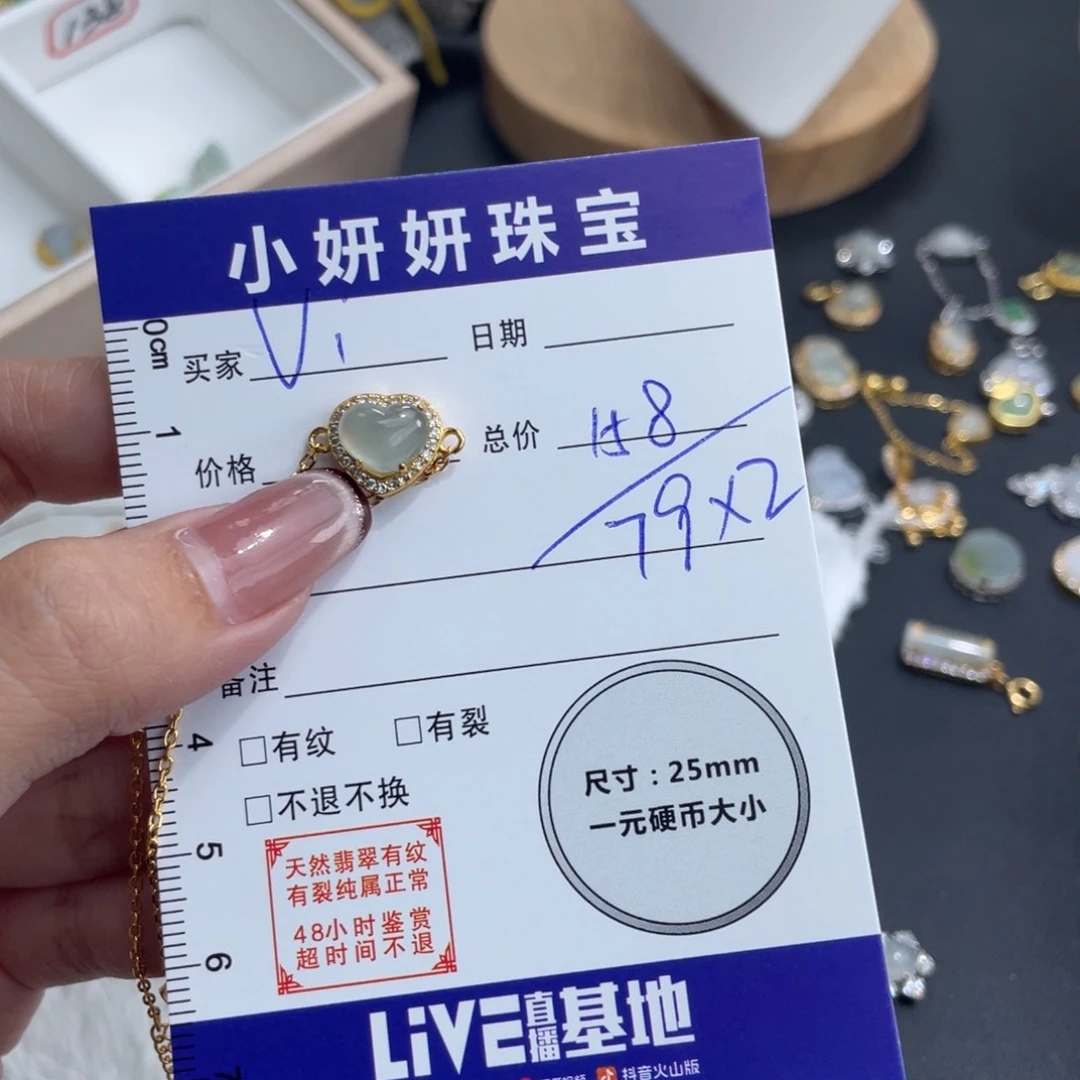 138
小妍妍珠宝
0cm
买家 Vi 日期
1
价格 总价 158
79x2
备注
4
□有纹 □有裂
□不退不换
尺寸：25mm
一元硬币大小
5
天然翡翠有纹
有裂纯属正常
48小时鉴赏
超时间不退
6
LiVE直播基地
抖音火山版
7